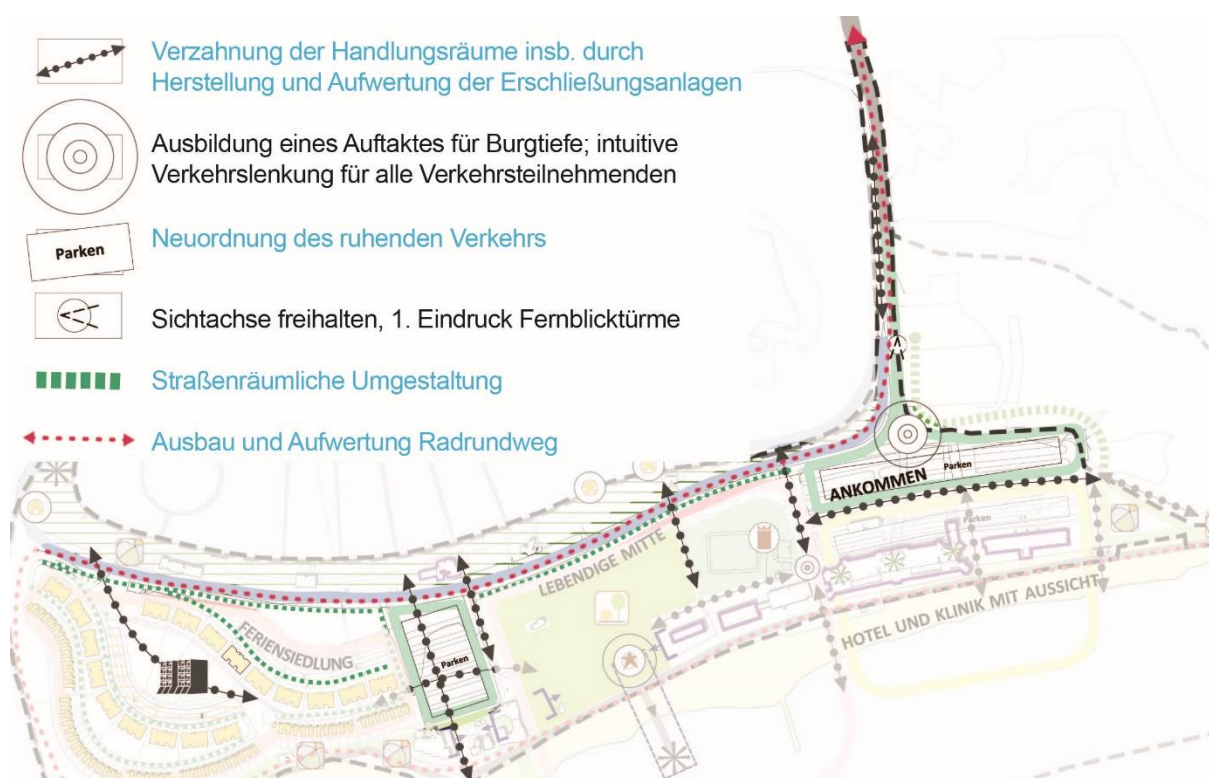 Verzahnung der Handlungsräume insb. durch
Herstellung und Aufwertung der Erschließungsanlagen
Ausbildung eines Auftaktes für Burgtiefe; intuitive
Verkehrslenkung für alle Verkehrsteilnehmenden
Parken
Neuordnung des ruhenden Verkehrs
Sichtachse freihalten, 1. Eindruck Fernblicktürme
Straßenräumliche Umgestaltung
Ausbau und Aufwertung Radrundweg
Parken
ANKOMMEN
Parken
LEBENDIGE MITTE
HOTEL UND KLINIK MIT AUSSICHT
FERIENSIEDLUNG
Parken